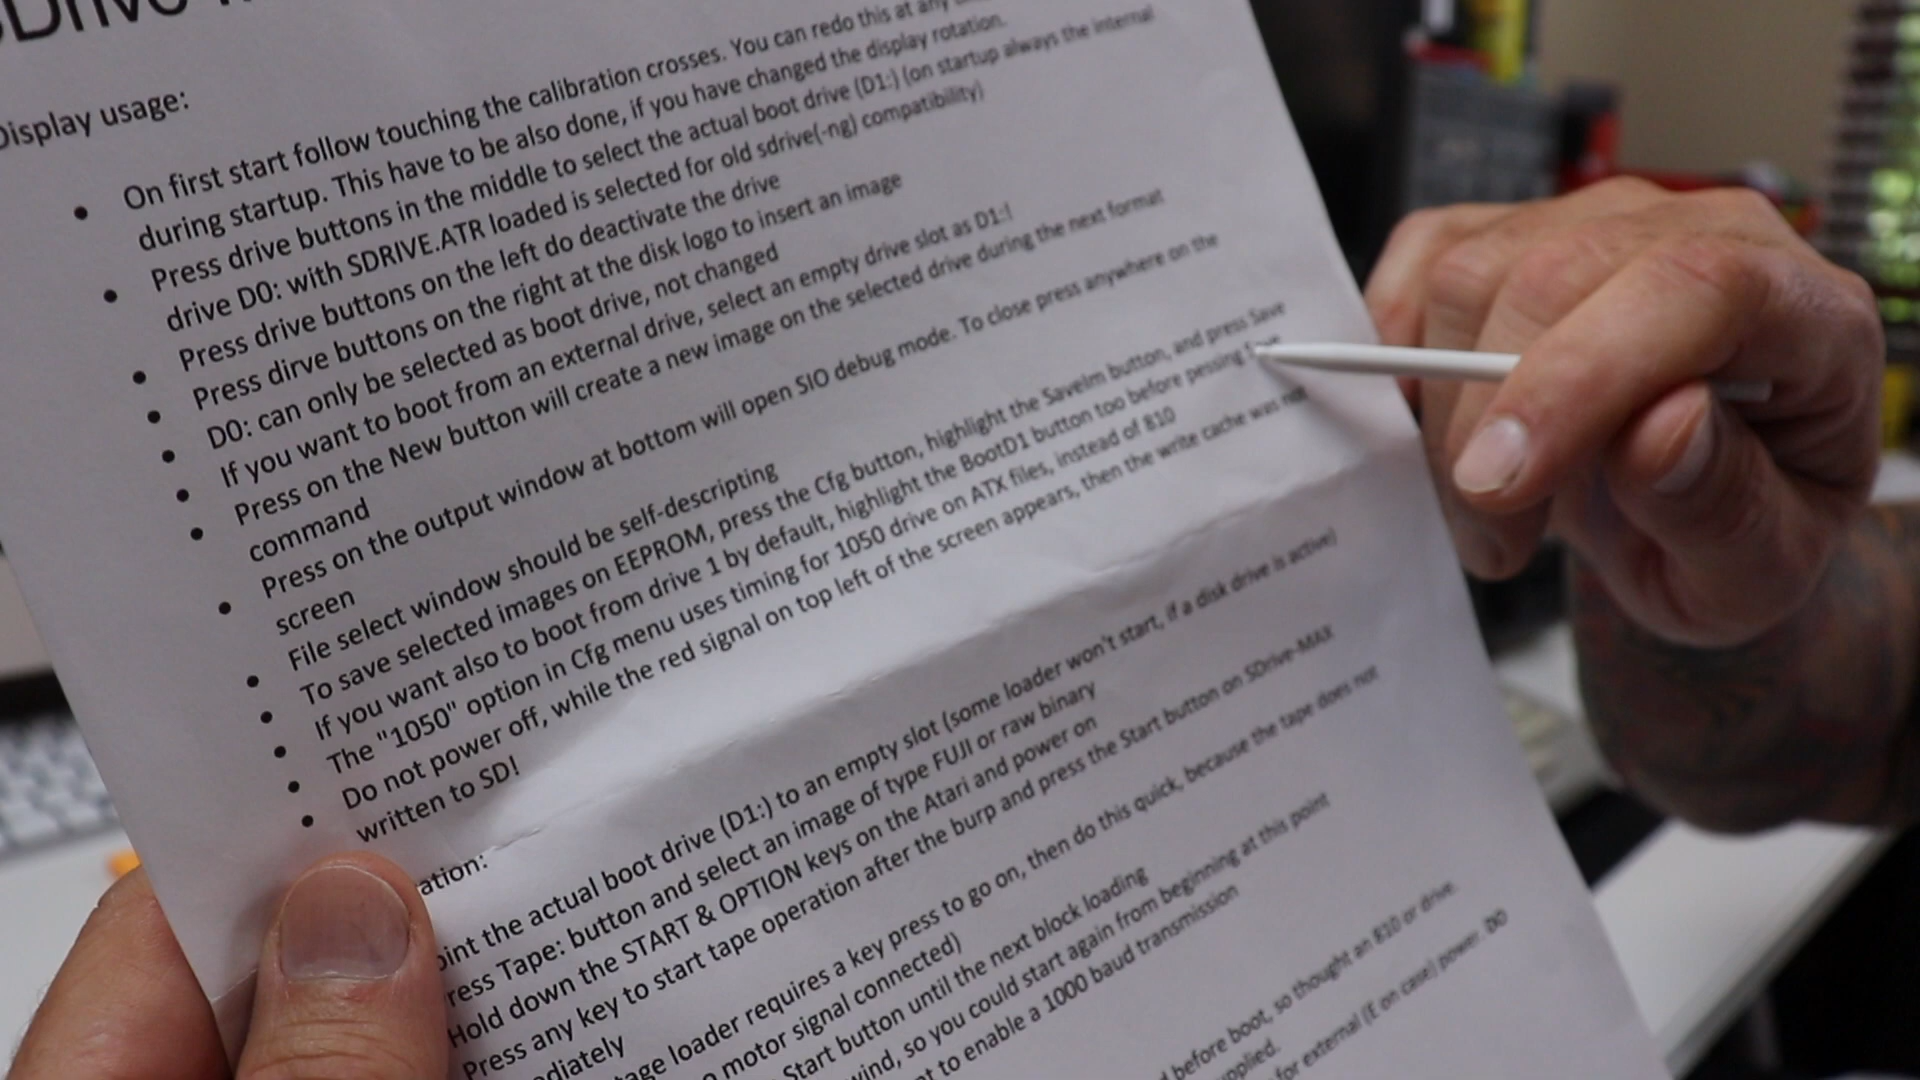 Display usage:
On first start follow touching the calibration crosses. You can redo this at any
during startup. This have to be also done, if you have changed the display rotation.
Press drive buttons in the middle to select the actual boot drive (D1:) (on startup always the internal
drive D0: with SDRIVE.ATR loaded is selected for old sdrive(-ng) compatibility)
Press drive buttons on the left do deactivate the drive
Press dirve buttons on the right at the disk logo to insert an image
D0: can only be selected as boot drive, not changed
If you want to boot from an external drive, select an empty drive slot as D1:!
Press on the New button will create a new image on the selected drive during the next format
command
Press on the output window at bottom will open SIO debug mode. To close press anywhere on the
screen
File select window should be self-descripting
To save selected images on EEPROM, press the Cfg button, highlight the SaveIm button, and press Save
If you want also to boot from drive 1 by default, highlight the BootD1 button too before pessing
The "1050" option in Cfg menu uses timing for 1050 drive on ATX files, instead of 810
Do not power off, while the red signal on top left of the screen appears, then the write cache was not
written to SD!
ation:
oint the actual boot drive (D1:) to an empty slot (some loader won't start, if a disk drive is active)
ress Tape: button and select an image of type FUJI or raw binary
Hold down the START & OPTION keys on the Atari and power on
Press any key to start tape operation after the burp and press the Start button on SDrive-MAX
ediately
age loader requires a key press to go on, then do this quick, because the tape does not
o motor signal connected)
Start button until the next block loading
wind, so you could start again from beginning at this point
to enable a 1000 baud transmission
before boot, so thought an 810 or drive.
upplied.
for external (E on case) power. DO